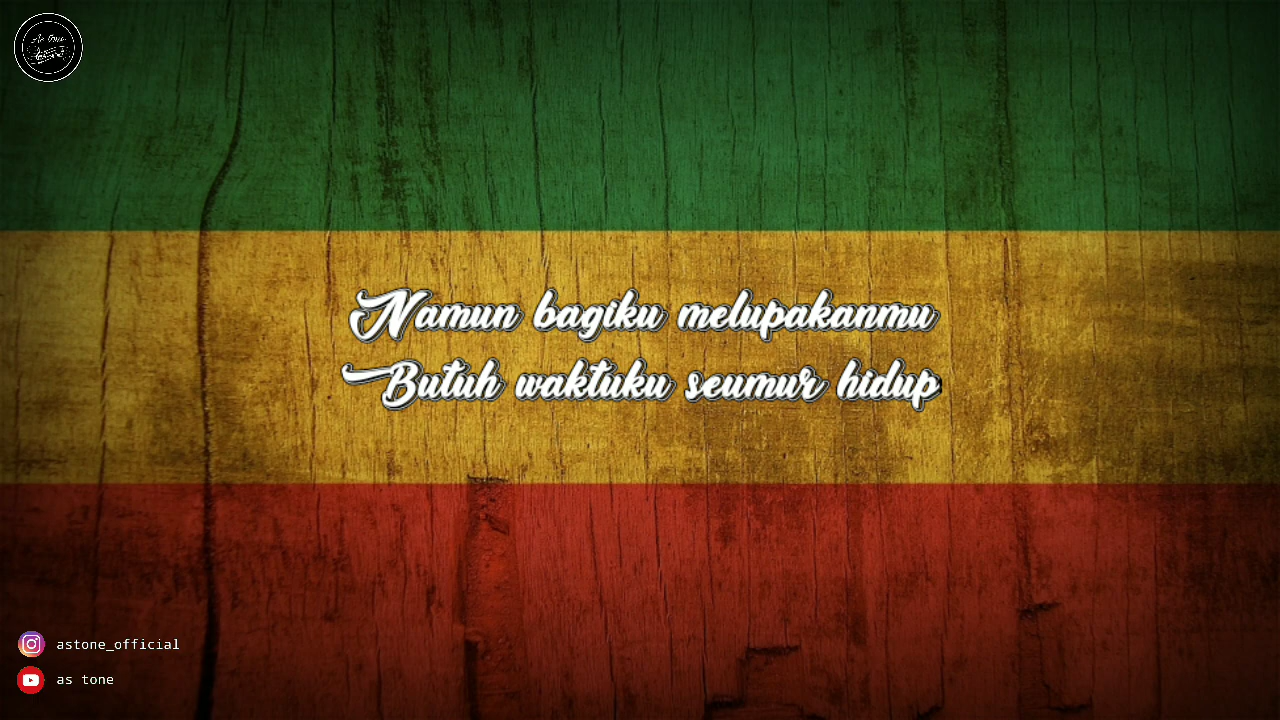 Namun bagiku melupakanmu
Butuh waktuku seumur hidup
astone_official
as tone